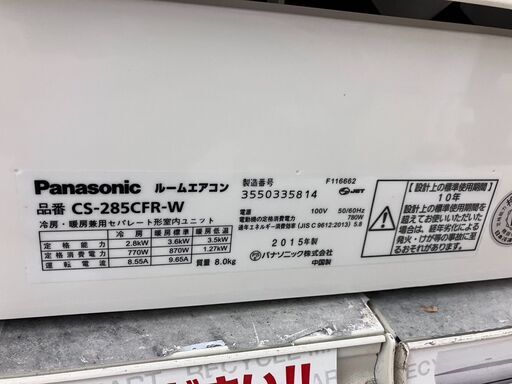 Panasonic ルームエアコン
品番 CS-285CFR-W
冷房・暖房兼用セパレート形室内ユニット
冷房 暖房 暖房低温
定格能力 2.8kW 3.6kW 3.5kW
定格消費電力 770W 870W 1.27kW
運転電流 8.55A 9.65A
質量 8.0kg
製造番号 F116662
3550335814 JET
電源 100V 50/60Hz
電動機の定格消費電力 780W
通年エネルギー消費効率(JIS C 9612:2013) 5.8
2015年製
パナソニック株式会社
中国製
【設計上の標準使用期間】
10年
設計上の標準使用期間を
超えてお使いいただいた
場合は、経年劣化による
発火・けが等の事故に至
るおそれがあります。
RECYCLE